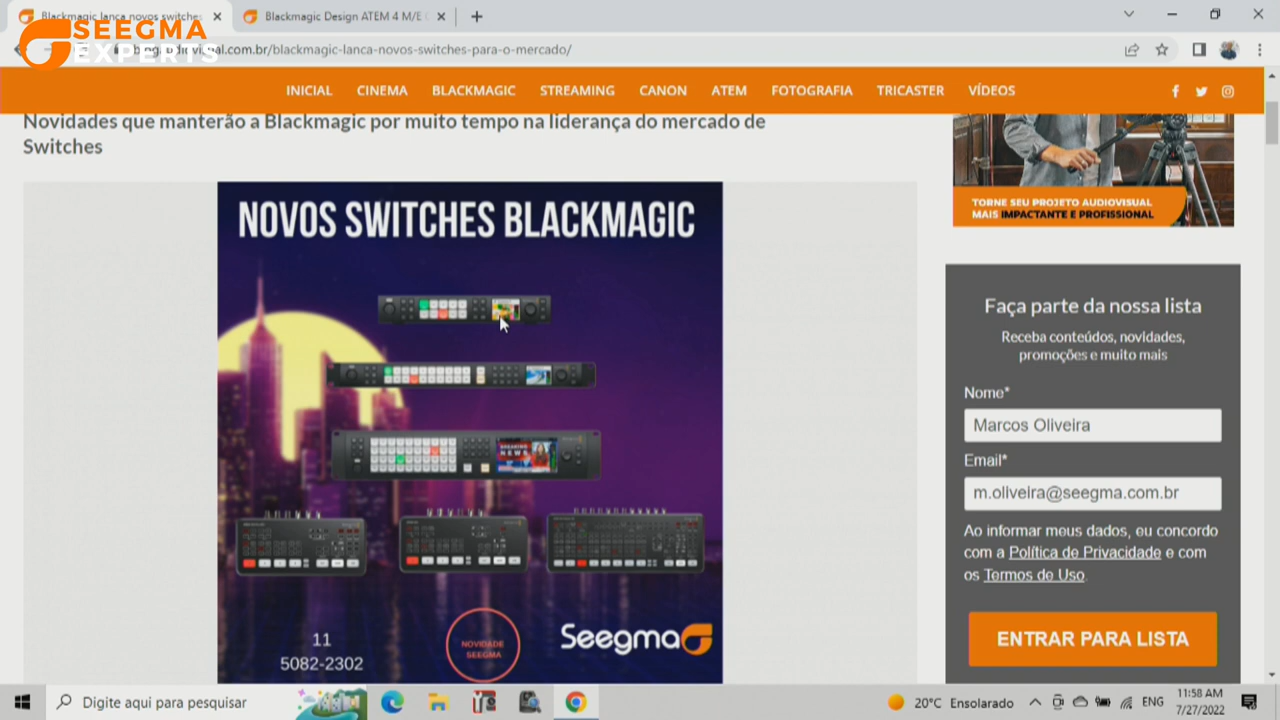 Blackmagic lança novos switches
Blackmagic Design ATEM 4 M/E
SEEGMA
EXPERTS
.com.br/blackmagic-lanca-novos-switches-para-o-mercado/
INICIAL CINEMA BLACKMAGIC STREAMING CANON ATEM FOTOGRAFIA TRICASTER VÍDEOS
Novidades que manterão a Blackmagic por muito tempo na liderança do mercado de
Switches
TORNE SEU PROJETO AUDIOVISUAL
MAIS IMPACTANTE E PROFISSIONAL
NOVOS SWITCHES BLACKMAGIC
BREAKING
NEWS
11
5082-2302
NOVIDADE
SEEGMA
Seegma
Faça parte da nossa lista
Receba conteúdos, novidades,
promoções e muito mais
Nome*
Marcos Oliveira
Email*
m.oliveira@seegma.com.br
Ao informar meus dados, eu concordo
com a Política de Privacidade e com
os Termos de Uso.
ENTRAR PARA LISTA
Digite aqui para pesquisar
20°C Ensolarado
ENG
11:58 AM
7/27/2022